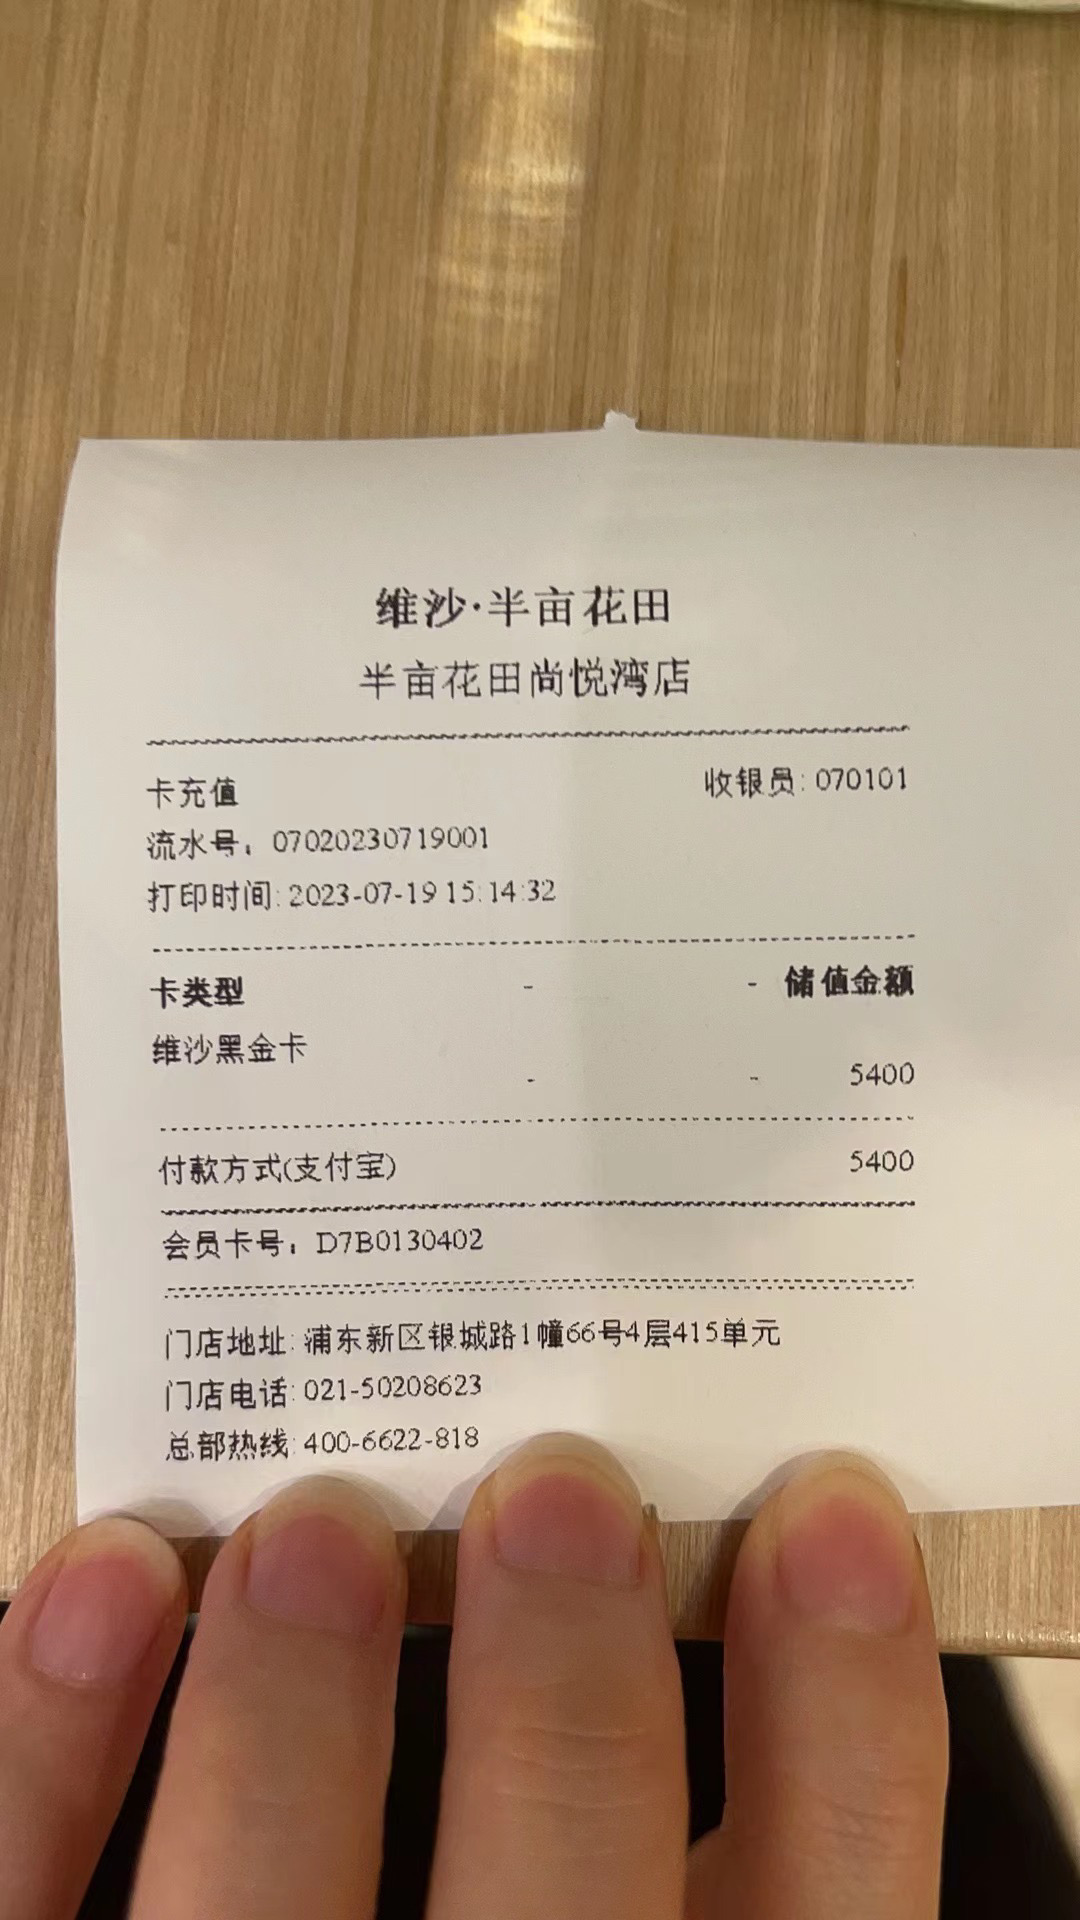 维沙·半亩花田
半亩花田尚悦湾店
卡充值 收银员: 070101
流水号: 07020230719001
打印时间: 2023-07-19 15:14:32
卡类型 - - 储值金额
维沙黑金卡
- - 5400
付款方式(支付宝) 5400
会员卡号: D7B0130402
门店地址: 浦东新区银城路1幢66号4层415单元
门店电话: 021-50208623
总部热线: 400-6622-818